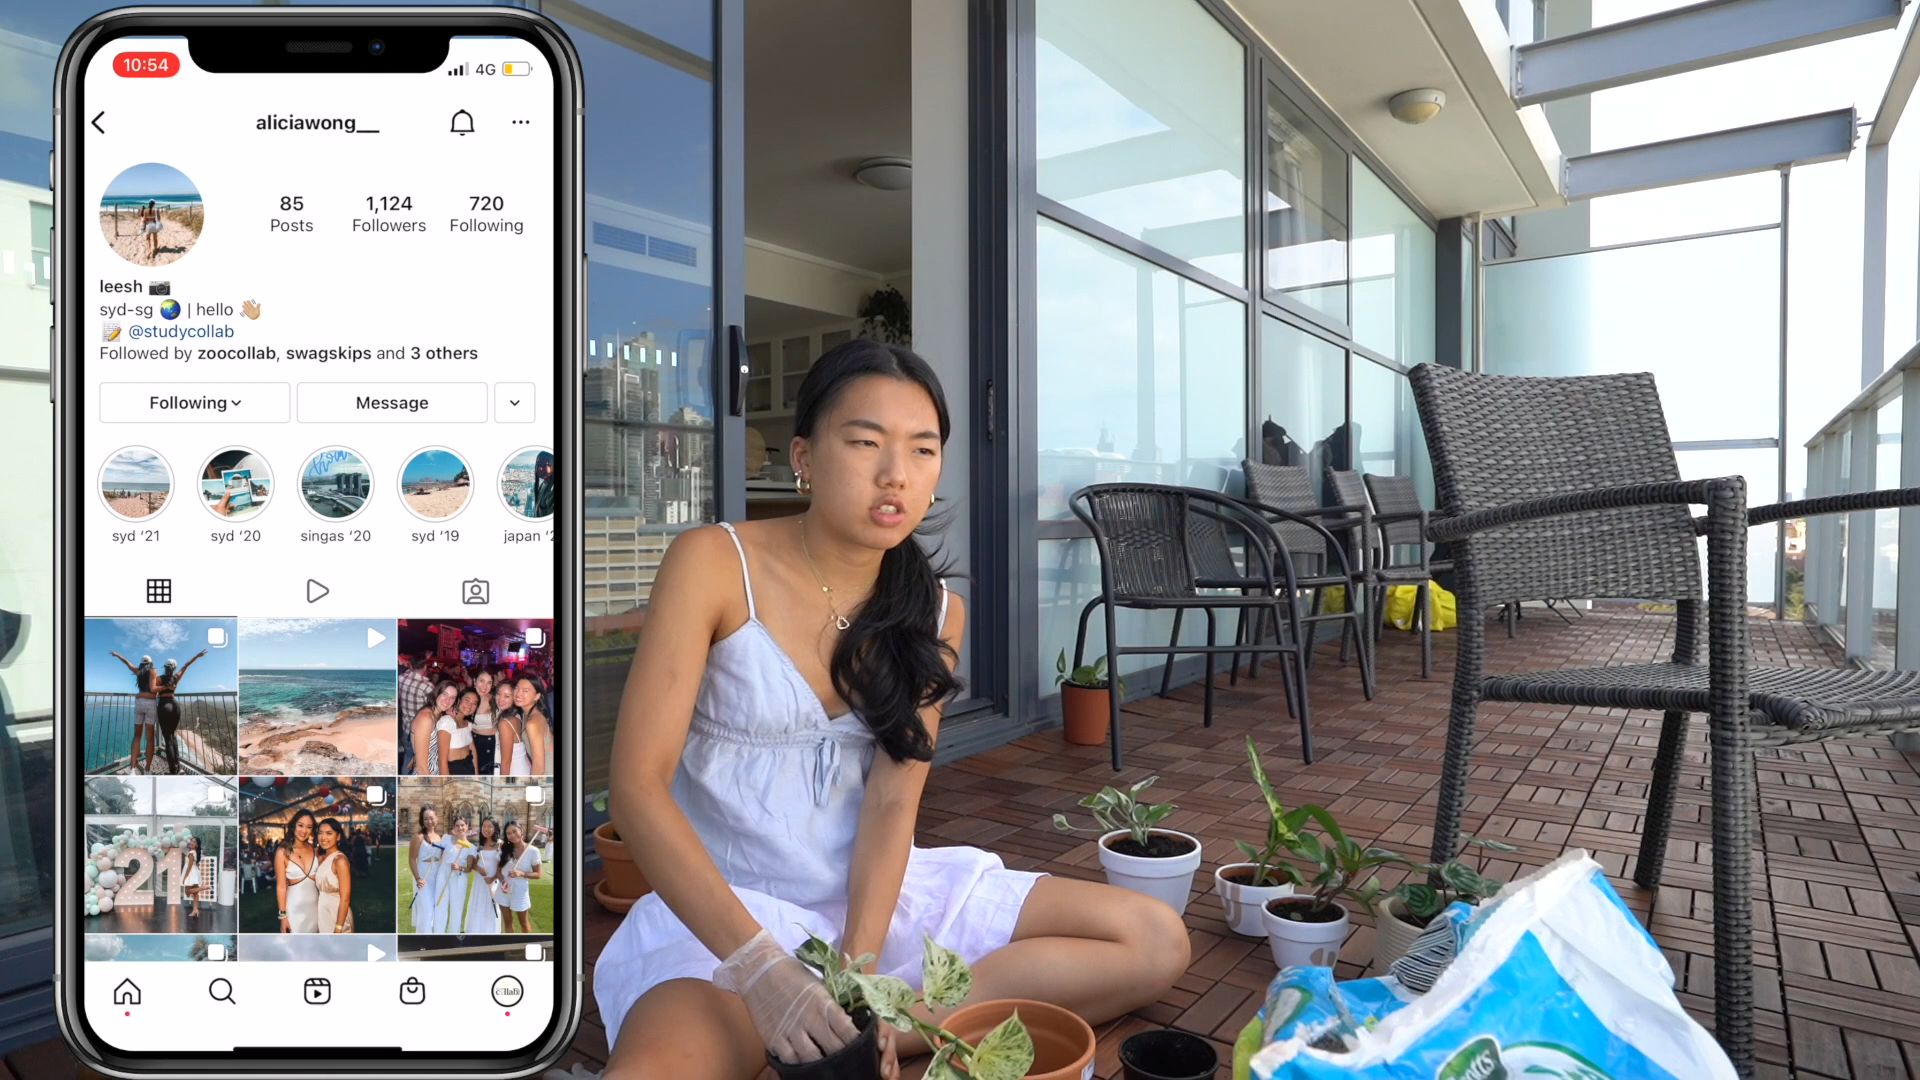 10:54
4G
aliciawong__
85
Posts
1,124
Followers
720
Following
leesh
syd-sg 🌏 | hello 👋🏼
📝 @studycollab
Followed by zoocollab, swagskips and 3 others
Following
Message
syd '21
syd '20
singas '20
syd '19
japan
21